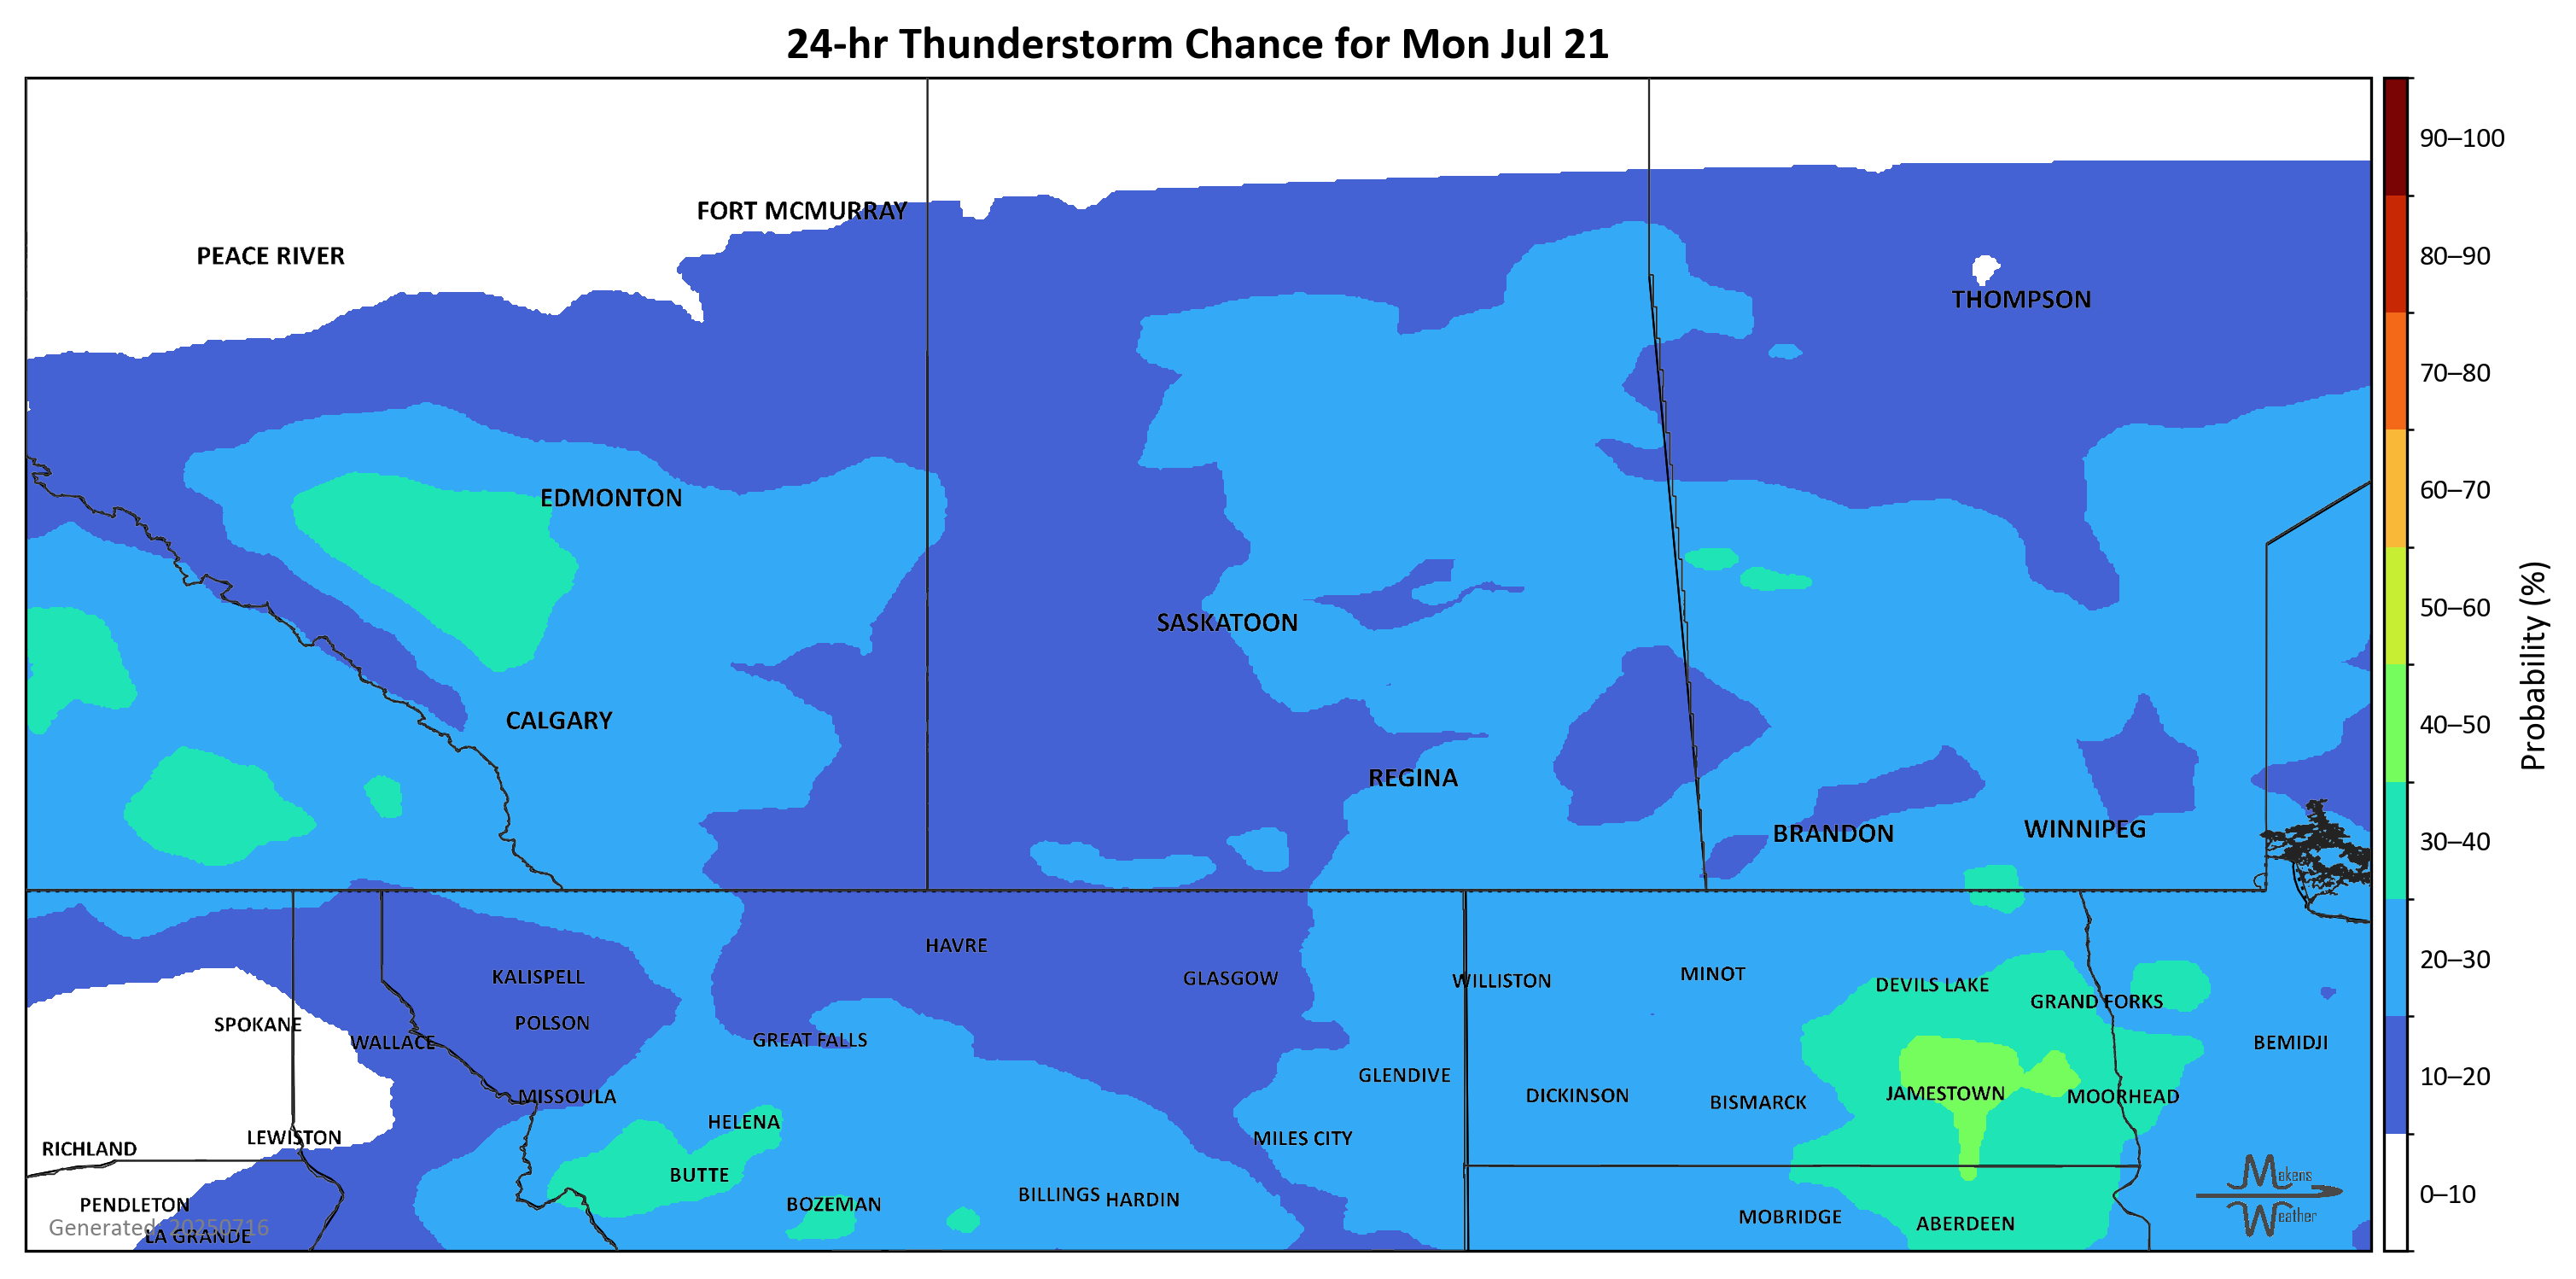 24-hr Thunderstorm Chance for Mon Jul 21
FORT MCMURRAY
PEACE RIVER
THOMPSON
EDMONTON
SASKATOON
CALGARY
REGINA
BRANDON
WINNIPEG
HAVRE
KALISPELL
GLASGOW
WILLISTON
MINOT
DEVILS LAKE
GRAND FORKS
SPOKANE
POLSON
WALLACE
GREAT FALLS
BEMIDJI
GLENDIVE
MISSOULA
DICKINSON
BISMARCK
JAMESTOWN
MOORHEAD
HELENA
LEWISTON
MILES CITY
RICHLAND
BUTTE
PENDLETON
BOZEMAN
BILLINGS
HARDIN
MOBRIDGE
ABERDEEN
Generated: 20250716
LA GRANDE
Makens
Weather
90–100
80–90
70–80
60–70
50–60
40–50
30–40
20–30
10–20
0–10
Probability (%)